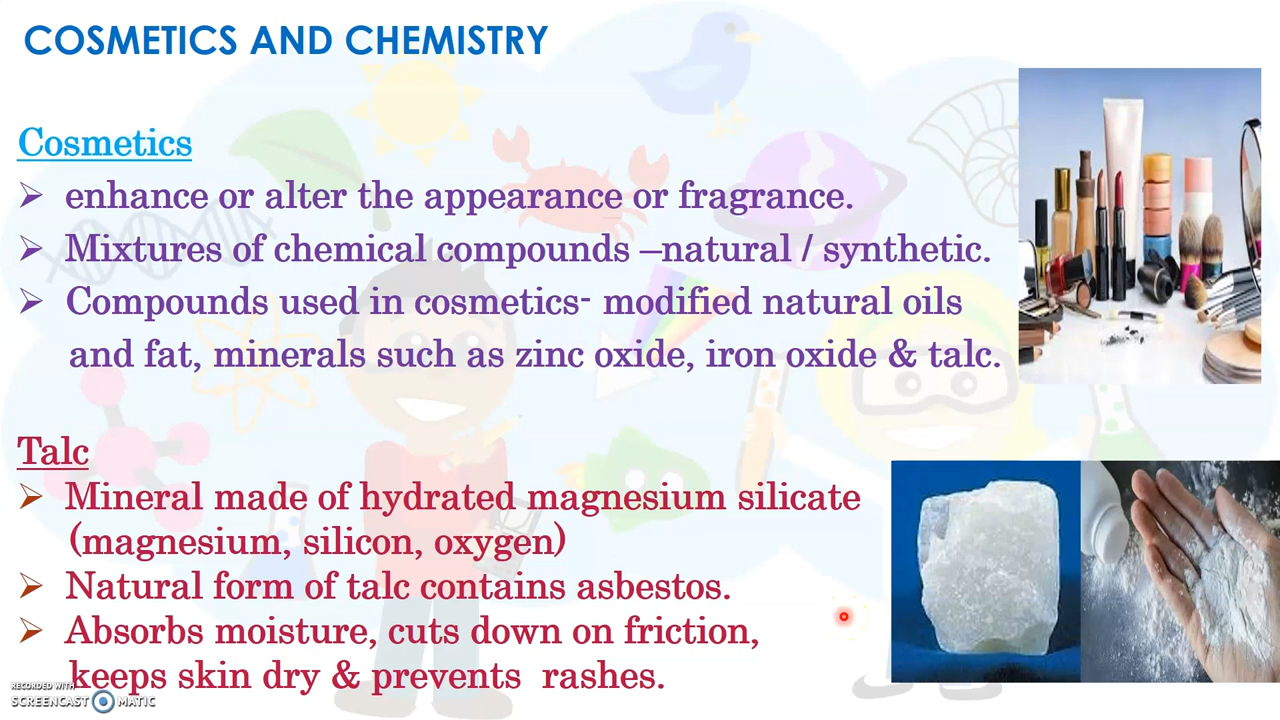 COSMETICS AND CHEMISTRY
Cosmetics
➢ enhance or alter the appearance or fragrance.
➢ Mixtures of chemical compounds –natural / synthetic.
➢ Compounds used in cosmetics- modified natural oils
and fat, minerals such as zinc oxide, iron oxide & talc.
Talc
➢ Mineral made of hydrated magnesium silicate
(magnesium, silicon, oxygen)
➢ Natural form of talc contains asbestos.
➢ Absorbs moisture, cuts down on friction,
keeps skin dry & prevents rashes.
RECORDED WITH
SCREENCAST MATIC